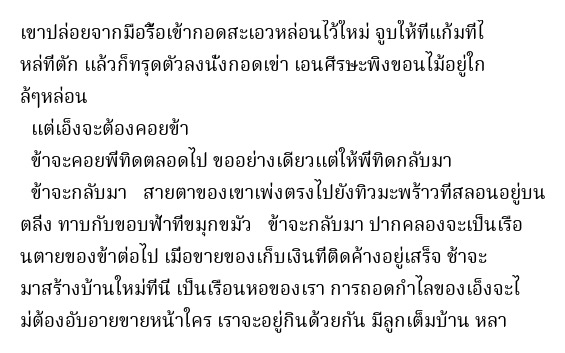 เขาปล่อยจากมือรี่อเข้ากอดสะเอวหล่อนไว้ใหม่ จูบให้ที่แก้มที่ไ
หล่ที่ตัก แล้วก็ทรุดตัวลงนั่งกอดเข่า เอนศีรษะพิงขอนไม้อยู่ใก
ล้ๆหล่อน
แต่เอ็งจะต้องคอยข้า
ข้าจะคอยพี่ทิดตลอดไป ขออย่างเดียวแต่ให้พี่ทิดกลับมา
ข้าจะกลับมา สายตาของเขาเพ่งตรงไปยังทิวมะพร้าวที่สลอนอยู่บน
ตลิ่ง ทาบกับขอบฟ้าที่ขมุกขมัว ข้าจะกลับมา ปากคลองจะเป็นเรือ
นตายของข้าต่อไป เมื่อขายของเก็บเงินที่ติดค้างอยู่เสร็จ ช้าจะ
มาสร้างบ้านใหม่ที่นี่ เป็นเรือนหอของเรา การถอดกำไลของเอ็งจะไ
ม่ต้องอับอายขายหน้าใคร เราจะอยู่กินด้วยกัน มีลูกเต็มบ้าน หลา